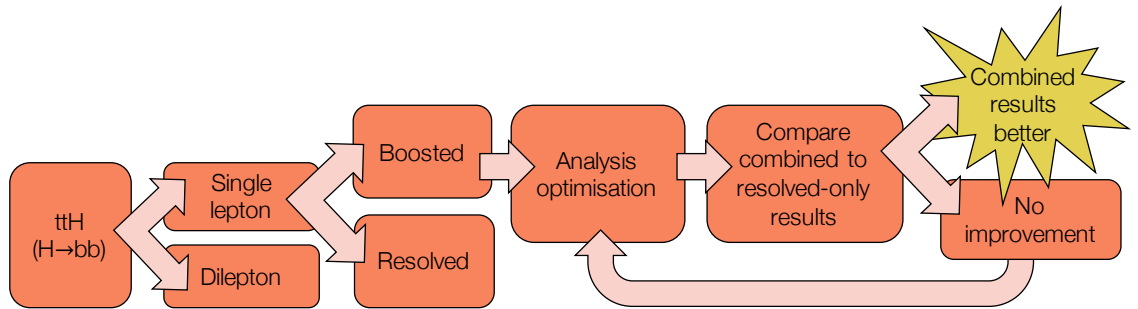 ttH
(H→bb)
Single
lepton
Dilepton
Boosted
Resolved
Analysis
optimisation
Compare
combined to
resolved-only
results
Combined
results
better
No
improvement